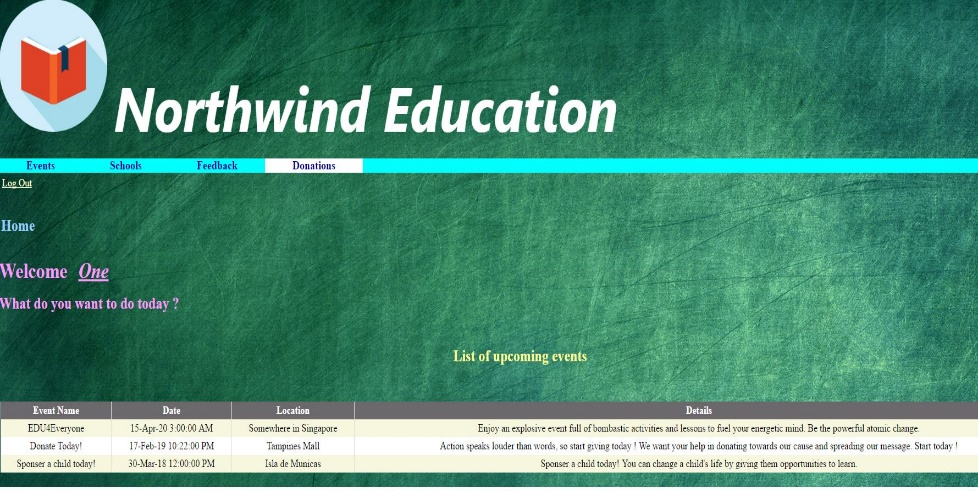 Northwind Education
Events Schools Feedback Donations
Log Out
Home
Welcome One
What do you want to do today ?
List of upcoming events
Event Name Date Location Details
EDU4Everyone 15-Apr-20 3:00:00 AM Somewhere in Singapore Enjoy an explosive event full of bombastic activities and lessons to fuel your energetic mind. Be the powerful atomic change.
Donate Today! 17-Feb-19 10:22:00 PM Tampines Mall Action speaks louder than words, so start giving today ! We want your help in donating towards our cause and spreading our message. Start today !
Sponser a child today! 30-Mar-18 12:00:00 PM Isla de Municas Sponser a child today! You can change a child's life by giving them opportunities to learn.